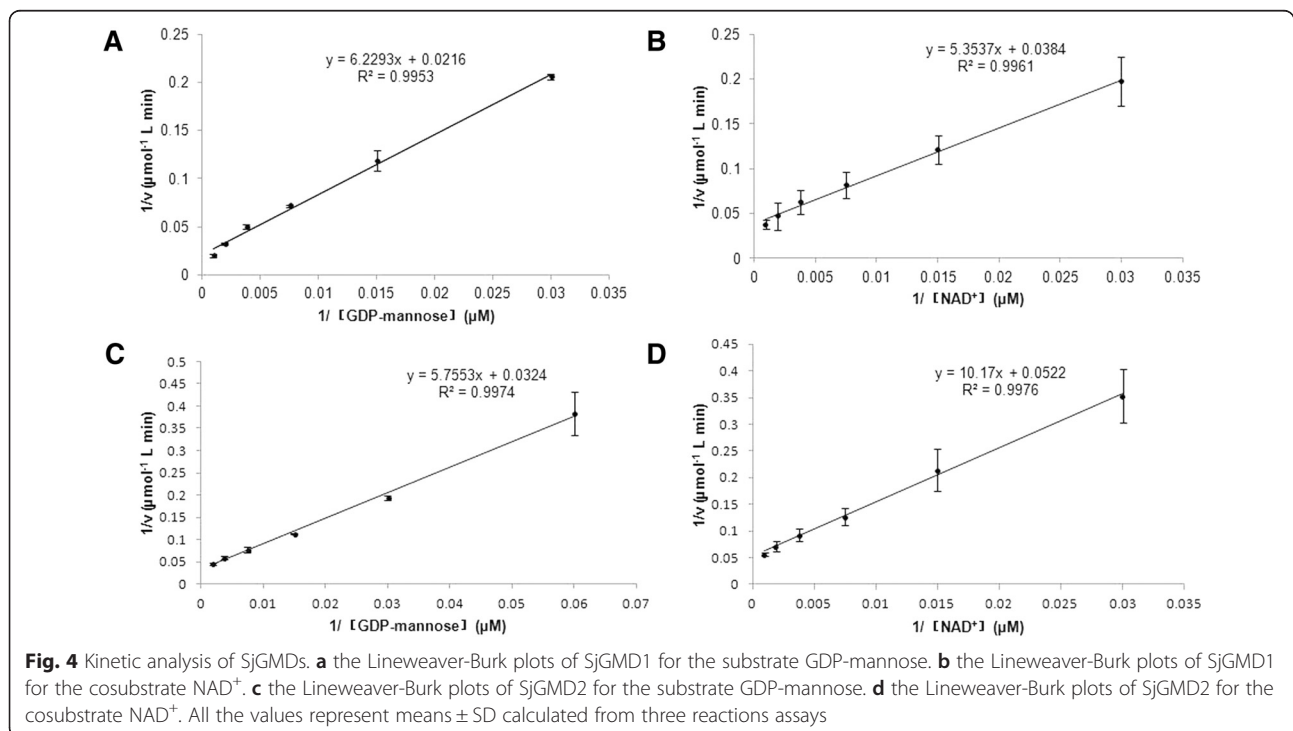 A
y = 6.2293x + 0.0216
R² = 0.9953
1/v (µmol⁻¹ L min)
0.25
0.2
0.15
0.1
0.05
0
0 0.005 0.01 0.015 0.02 0.025 0.03 0.035
1/ [GDP-mannose] (µM)
B
y = 5.3537x + 0.0384
R² = 0.9961
1/v (µmol⁻¹ L min)
0.25
0.2
0.15
0.1
0.05
0
0 0.005 0.01 0.015 0.02 0.025 0.03 0.035
1/ [NAD⁺] (µM)
C
y = 5.7553x + 0.0324
R² = 0.9974
1/v (µmol⁻¹ L min)
0.5
0.45
0.4
0.35
0.3
0.25
0.2
0.15
0.1
0.05
0
0 0.01 0.02 0.03 0.04 0.05 0.06 0.07
1/ [GDP-mannose] (µM)
D
y = 10.17x + 0.0522
R² = 0.9976
1/v (µmol⁻¹ L min)
0.45
0.4
0.35
0.3
0.25
0.2
0.15
0.1
0.05
0
0 0.005 0.01 0.015 0.02 0.025 0.03 0.035
1/ [NAD⁺] (µM)
Fig. 4 Kinetic analysis of SjGMDs. a the Lineweaver-Burk plots of SjGMD1 for the substrate GDP-mannose. b the Lineweaver-Burk plots of SjGMD1
for the cosubstrate NAD⁺. c the Lineweaver-Burk plots of SjGMD2 for the substrate GDP-mannose. d the Lineweaver-Burk plots of SjGMD2 for the
cosubstrate NAD⁺. All the values represent means ± SD calculated from three reactions assays